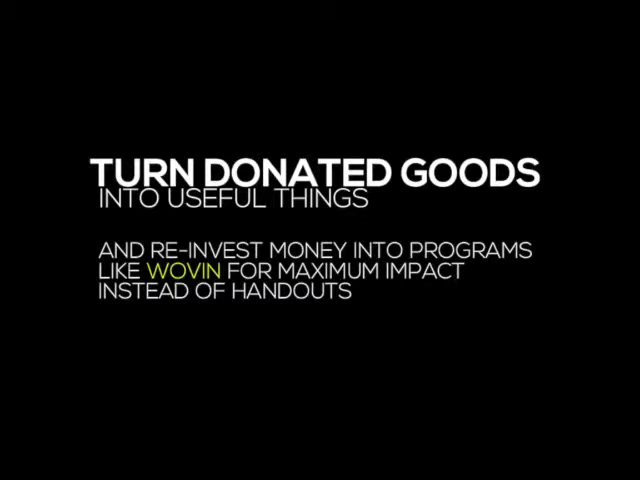 TURN DONATED GOODS
INTO USEFUL THINGS
AND RE-INVEST MONEY INTO PROGRAMS
LIKE WOVIN FOR MAXIMUM IMPACT
INSTEAD OF HANDOUTS